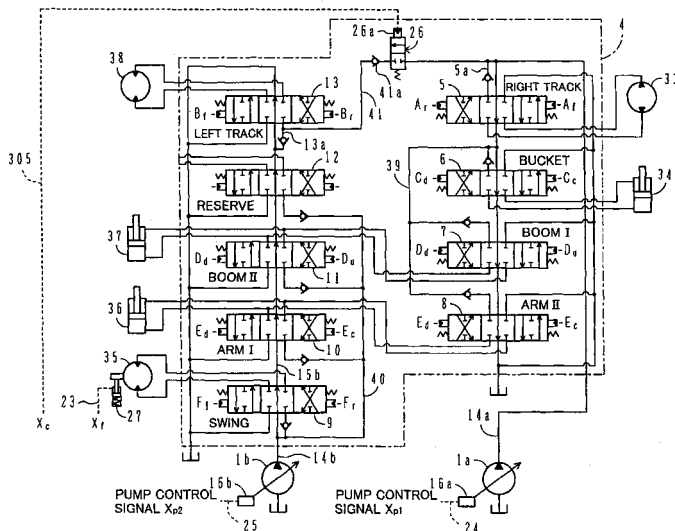 26a
26
4
38
5a
13
5
RIGHT TRACK
33
41a
Bf
Br
Ar
Af
LEFT TRACK
41
13a
305
12
6
BUCKET
39
Cd
Cc
34
RESERVE
7
BOOM I
37
Dd
Du
Dd
Du
BOOM II
11
8
ARM II
36
Ed
Ec
Ed
Ec
ARM I
10
35
15b
40
23
Fr
27
SWING
9
14a
Xc
Xf
1b
14b
1a
16b
16a
PUMP CONTROL
SIGNAL Xp2
25
PUMP CONTROL
SIGNAL Xp1
24